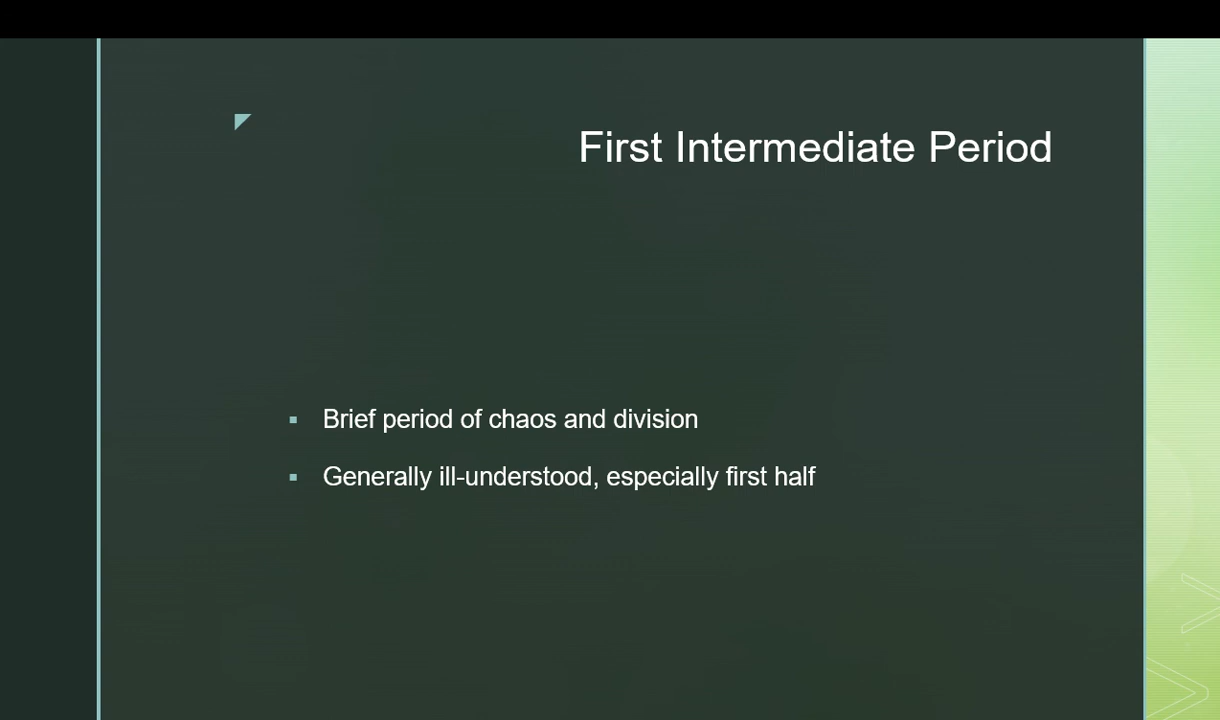 First Intermediate Period
Brief period of chaos and division
Generally ill-understood, especially first half